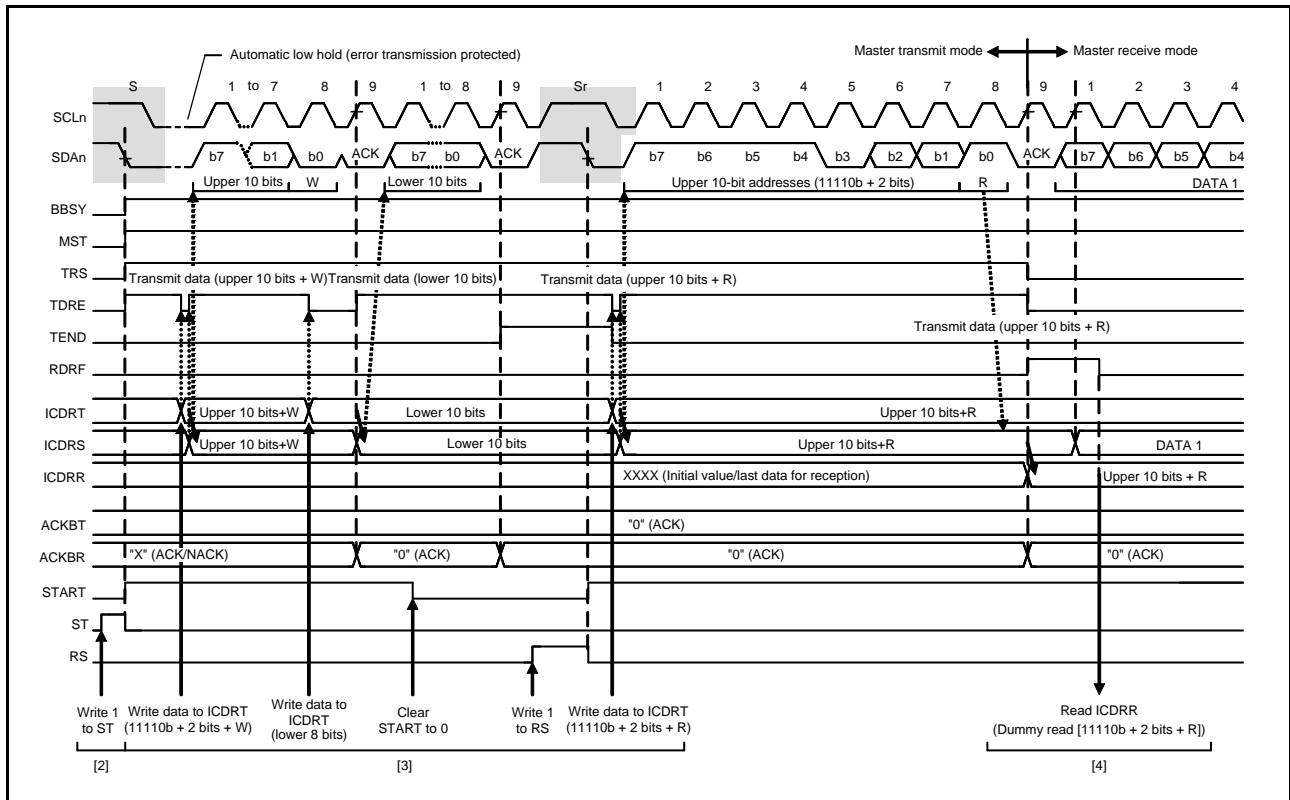 Automatic low hold (error transmission protected)
Master transmit mode
Master receive mode
S
1 to 7 8 9 1 to 8 9
Sr
1 2 3 4 5 6 7 8 9 1 2 3 4
SCLn
SDAn
b7 b1 b0 ACK b7 b0 ACK b7 b6 b5 b4 b3 b2 b1 b0 ACK b7 b6 b5 b4
Upper 10 bits W Lower 10 bits Upper 10-bit addresses (11110b + 2 bits) R DATA 1
BBSY
MST
TRS
Transmit data (upper 10 bits + W) Transmit data (lower 10 bits) Transmit data (upper 10 bits + R)
TDRE
Transmit data (upper 10 bits + R)
TEND
RDRF
ICDRT Upper 10 bits+W Lower 10 bits Upper 10 bits+R
ICDRS Upper 10 bits+W Lower 10 bits Upper 10 bits+R DATA 1
ICDRR XXXX (Initial value/last data for reception) Upper 10 bits + R
ACKBT "0" (ACK)
ACKBR "X" (ACK/NACK) "0" (ACK) "0" (ACK) "0" (ACK)
START
ST
RS
Write 1
to ST
Write data to ICDRT
(11110b + 2 bits + W)
Write data to
ICDRT
(lower 8 bits)
Clear
START to 0
Write 1
to RS
Write data to ICDRT
(11110b + 2 bits + R)
Read ICDRR
(Dummy read [11110b + 2 bits + R])
[2] [3] [4]